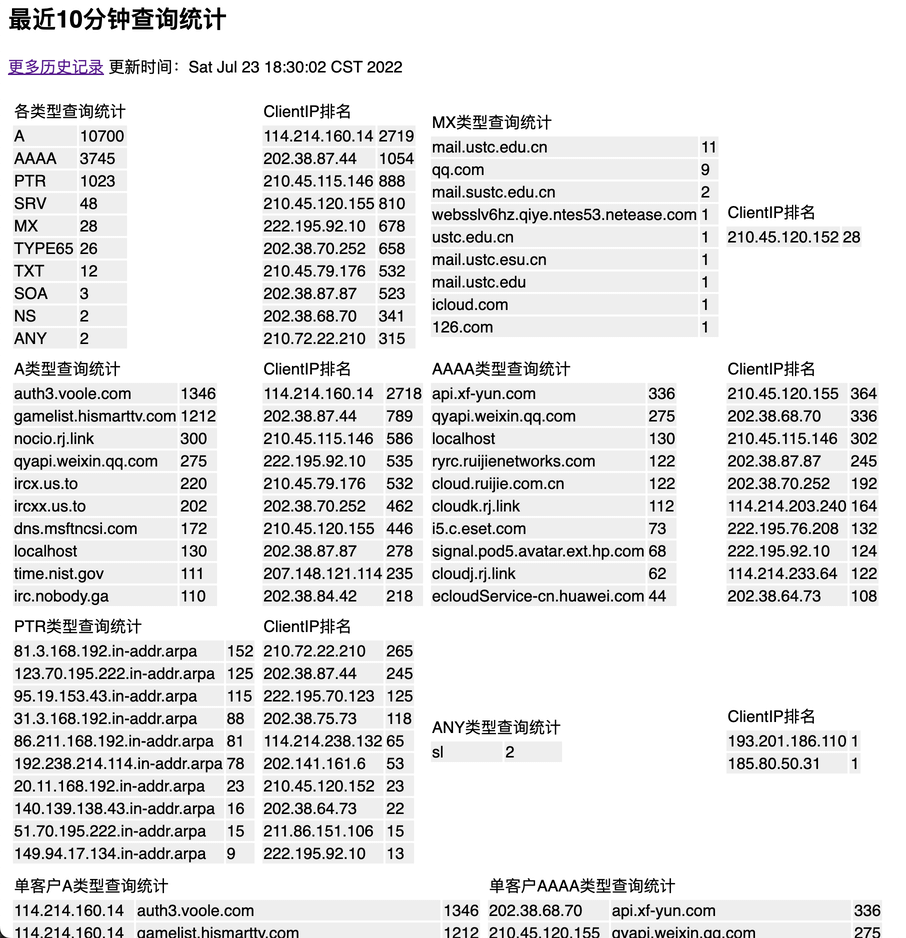 最近10分钟查询统计
更多历史记录 更新时间：Sat Jul 23 18:30:02 CST 2022
各类型查询统计
A 10700
AAAA 3745
PTR 1023
SRV 48
MX 28
TYPE65 26
TXT 12
SOA 3
NS 2
ANY 2
ClientIP排名
114.214.160.14 2719
202.38.87.44 1054
210.45.115.146 888
210.45.120.155 810
222.195.92.10 678
202.38.70.252 658
210.45.79.176 532
202.38.87.87 523
202.38.68.70 341
210.72.22.210 315
MX类型查询统计
mail.ustc.edu.cn 11
qq.com 9
mail.sustc.edu.cn 2
websslv6hz.qiye.ntes53.netease.com 1
ustc.edu.cn 1
mail.ustc.esu.cn 1
mail.ustc.edu 1
icloud.com 1
126.com 1
ClientIP排名
210.45.120.152 28
A类型查询统计
auth3.voole.com 1346
gamelist.hismarttv.com 1212
nocio.rj.link 300
qyapi.weixin.qq.com 275
ircx.us.to 220
ircxx.us.to 202
dns.msftncsi.com 172
localhost 130
time.nist.gov 111
irc.nobody.ga 110
ClientIP排名
114.214.160.14 2718
202.38.87.44 789
210.45.115.146 586
222.195.92.10 535
210.45.79.176 532
202.38.70.252 462
210.45.120.155 446
202.38.87.87 278
207.148.121.114 235
202.38.84.42 218
AAAA类型查询统计
api.xf-yun.com 336
qyapi.weixin.qq.com 275
localhost 130
ryrc.ruijienetworks.com 122
cloud.ruijie.com.cn 122
cloudk.rj.link 112
i5.c.eset.com 73
signal.pod5.avatar.ext.hp.com 68
cloudj.rj.link 62
ecloudService-cn.huawei.com 44
ClientIP排名
210.45.120.155 364
202.38.68.70 336
210.45.115.146 302
202.38.87.87 245
202.38.70.252 192
114.214.203.240 164
222.195.76.208 132
222.195.92.10 124
114.214.233.64 122
202.38.64.73 108
PTR类型查询统计
81.3.168.192.in-addr.arpa 152
123.70.195.222.in-addr.arpa 125
95.19.153.43.in-addr.arpa 115
31.3.168.192.in-addr.arpa 88
86.211.168.192.in-addr.arpa 81
192.238.214.114.in-addr.arpa 78
20.11.168.192.in-addr.arpa 23
140.139.138.43.in-addr.arpa 16
51.70.195.222.in-addr.arpa 15
149.94.17.134.in-addr.arpa 9
ClientIP排名
210.72.22.210 265
202.38.87.44 245
222.195.70.123 125
202.38.75.73 118
114.214.238.132 65
202.141.161.6 53
210.45.120.152 23
202.38.64.73 22
211.86.151.106 15
222.195.92.10 13
ANY类型查询统计
sl 2
ClientIP排名
193.201.186.110 1
185.80.50.31 1
单客户A类型查询统计
114.214.160.14 auth3.voole.com 1346
114.214.160.14 gamelist.hismarttv.com 1212
单客户AAAA类型查询统计
202.38.68.70 api.xf-yun.com 336
210.45.120.155 qyapi.weixin.qq.com 275